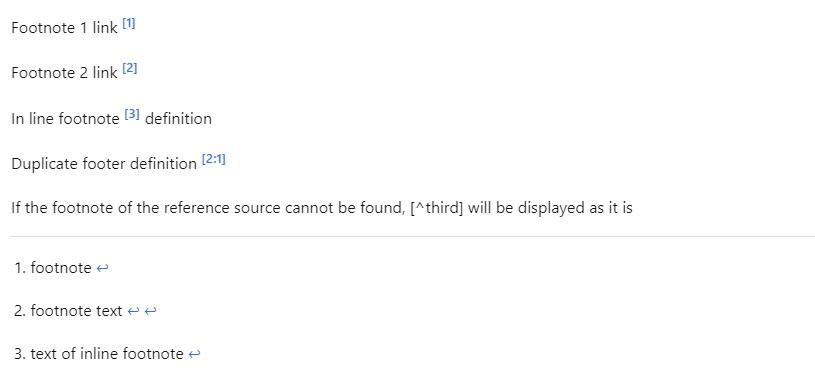 Footnote 1 link [1]
Footnote 2 link [2]
In line footnote [3] definition
Duplicate footer definition [2:1]
If the footnote of the reference source cannot be found, [^third] will be displayed as it is
1. footnote ↩
2. footnote text ↩ ↩
3. text of inline footnote ↩